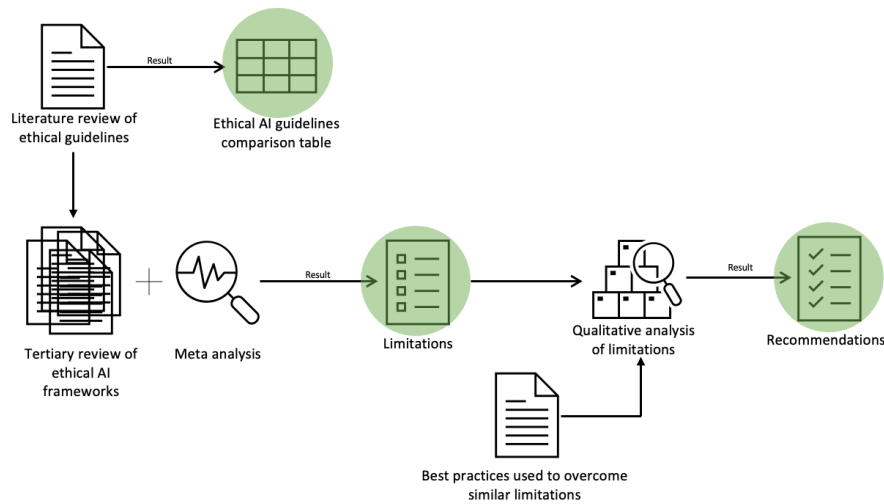 Result
Literature review of
ethical guidelines
Ethical AI guidelines
comparison table
Result
Result
Tertiary review of
ethical AI
frameworks
Meta analysis
Limitations
Qualitative analysis
of limitations
Recommendations
Best practices used to overcome
similar limitations